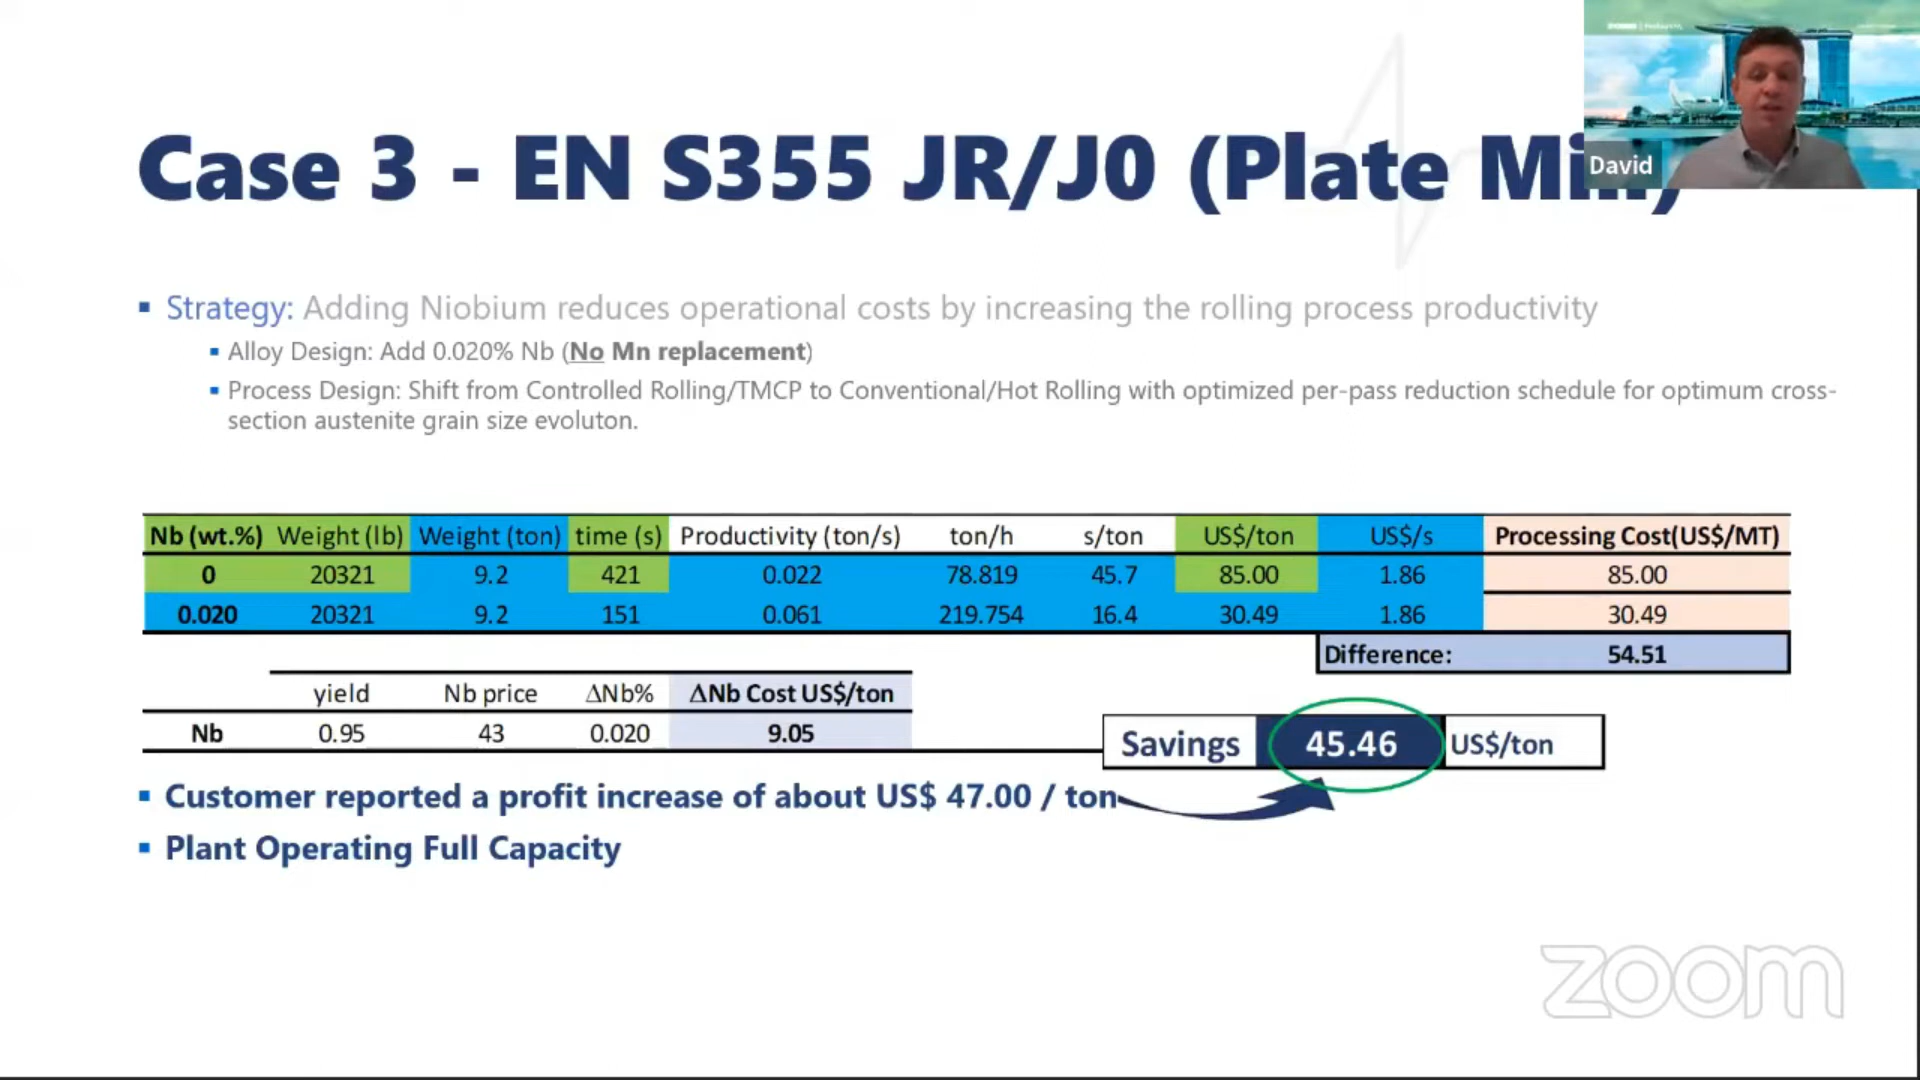 Case 3 - EN S355 JR/J0 (Plate Mill)
David
Strategy: Adding Niobium reduces operational costs by increasing the rolling process productivity
Alloy Design: Add 0.020% Nb (No Mn replacement)
Process Design: Shift from Controlled Rolling/TMCP to Conventional/Hot Rolling with optimized per-pass reduction schedule for optimum cross-
section austenite grain size evoluton.
Nb (wt.%) Weight (lb) Weight (ton) time (s) Productivity (ton/s) ton/h s/ton US$/ton US$/s Processing Cost(US$/MT)
0 20321 9.2 421 0.022 78.819 45.7 85.00 1.86 85.00
0.020 20321 9.2 151 0.061 219.754 16.4 30.49 1.86 30.49
Difference: 54.51
yield Nb price ΔNb% ΔNb Cost US$/ton
Nb 0.95 43 0.020 9.05
Savings 45.46 US$/ton
Customer reported a profit increase of about US$ 47.00 / ton
Plant Operating Full Capacity
zoom